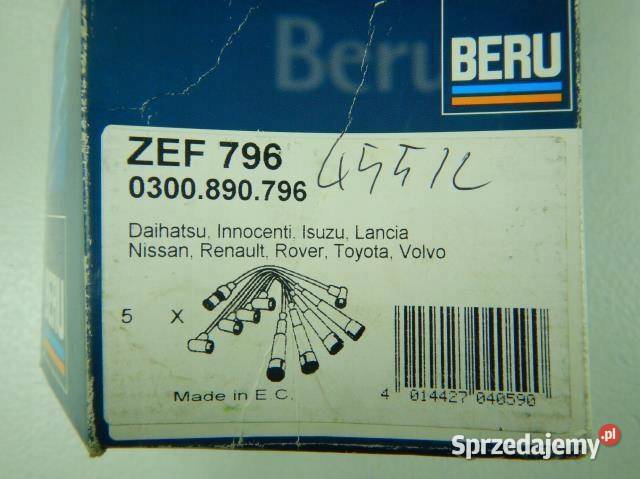 Beru
BERU
ZEF 796
0300.890.796
Daihatsu, Innocenti, Isuzu, Lancia
Nissan, Renault, Rover, Toyota, Volvo
5 X
Made in E.C.
4 014427 040590
BERU
Sprzedajemy.pl